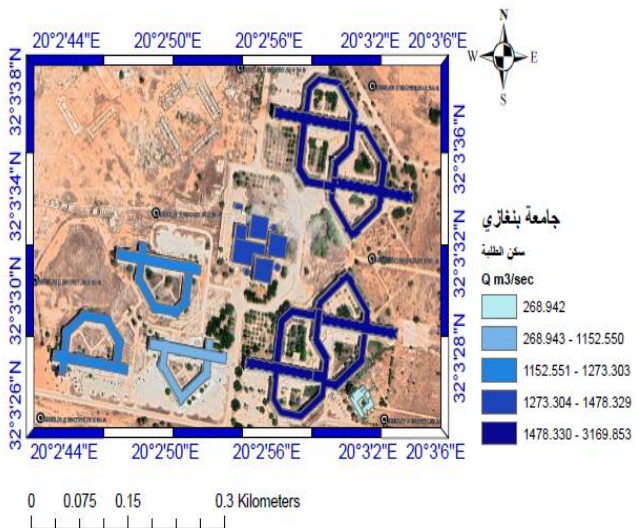 N
W E
S
20°2'44"E 20°2'50"E 20°2'56"E 20°3'2"E 20°3'6"E
32°3'38"N
32°3'34"N
32°3'30"N
32°3'26"N
32°3'36"N
32°3'32"N
32°3'28"N
32°3'6"N
20°2'44"E 20°2'50"E 20°2'56"E 20°3'2"E 20°3'6"E
جامعة بنغازي
سكن الطلبة
Q m3/sec
268.942
268.943 - 1152.550
1152.551 - 1273.303
1273.304 - 1478.329
1478.330 - 3169.853
0 0.075 0.15 0.3 Kilometers